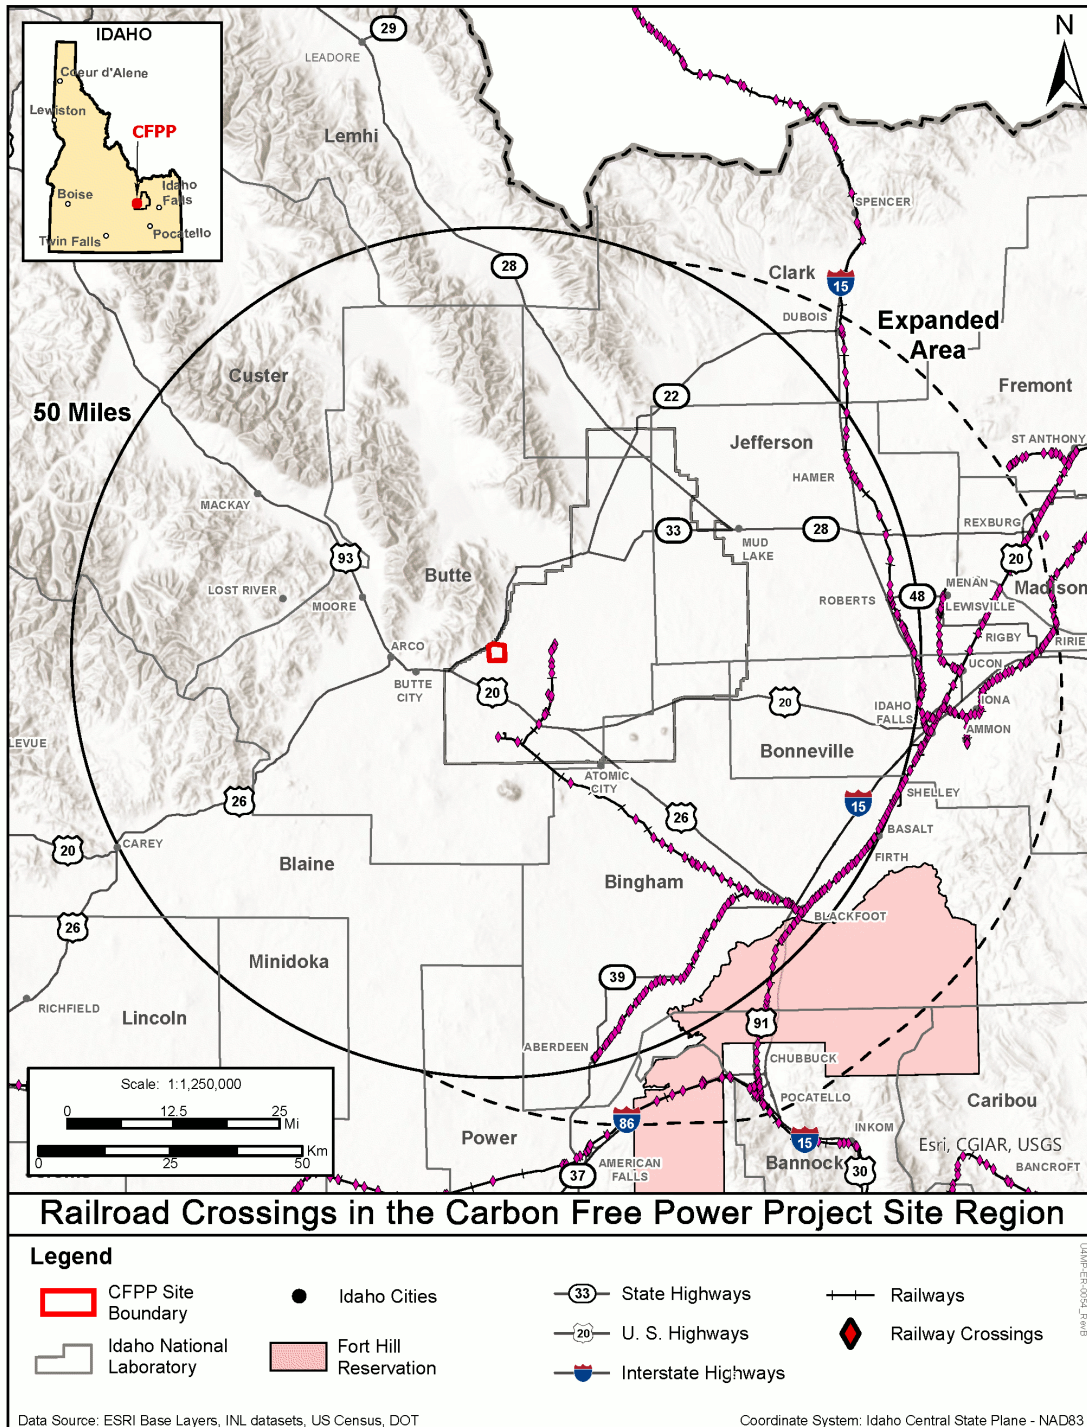 IDAHO
Coeur d'Alene
Lewiston
CFPP
Boise
Idaho
Falls
Twin Falls
Pocatello
N
29
LEADORE
Lemhi
SPENCER
28
Clark
15
DUBOIS
Expanded
Area
Custer
50 Miles
22
Fremont
Jefferson
ST ANTHONY
HAMER
MACKAY
REXBURG
33
28
MUD
LAKE
93
20
Butte
LOST RIVER
MOORE
ROBERTS
48
MENAN
Madison
LEWISVILLE
RIGBY
RIRIE
ARCO
UCON
BUTTE
CITY
20
20
IDAHO
FALLS
IONA
AMMON
LEVUE
Bonneville
ATOMIC
CITY
SHELLEY
26
15
26
BASALT
20
CAREY
FIRTH
Blaine
Bingham
BLACKFOOT
26
Minidoka
39
RICHFIELD
Lincoln
91
ABERDEEN
CHUBBUCK
POCATELLO
Caribou
Scale: 1:1,250,000
0 12.5 25
Mi
Km
0 25 50
86
INKOM
Power
15
Esri, CGIAR, USGS
Bannock
AMERICAN
FALLS
37
30
BANCROFT
Railroad Crossings in the Carbon Free Power Project Site Region
Legend
CFPP Site
Boundary
Idaho National
Laboratory
Idaho Cities
Fort Hill
Reservation
33 State Highways
20 U. S. Highways
Interstate Highways
Railways
Railway Crossings
U4MP-ER-0054_RevB
Data Source: ESRI Base Layers, INL datasets, US Census, DOT
Coordinate System: Idaho Central State Plane - NAD83